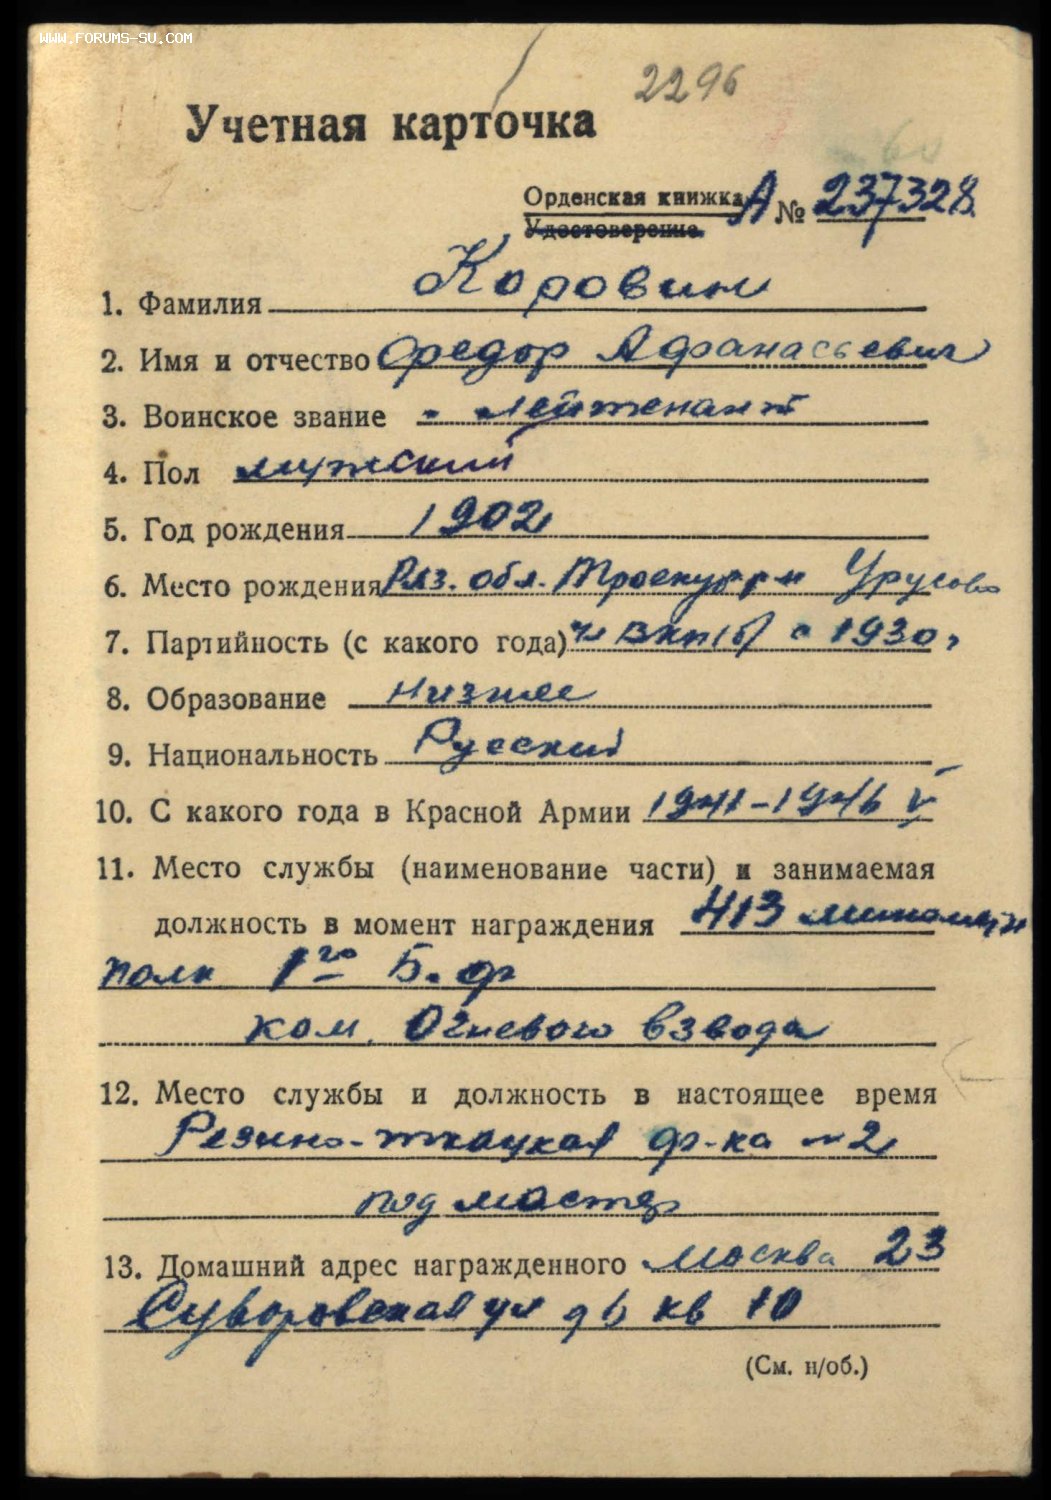 WWW.FORUMS-SU.COM
2296
Учетная карточка
Орденская книжка А № 237328
Удостоверение
1. Фамилия Коровин
2. Имя и отчество Федор Афанасьевич
3. Воинское звание лейтенант
4. Пол мужской
5. Год рождения 1902
6. Место рождения Ряз. обл. Урусово
7. Партийность (с какого года) чл ВКП(б) с 1930 г
8. Образование низшее
9. Национальность Русский
10. С какого года в Красной Армии 1941-1946
11. Место службы (наименование части) и занимаемая
должность в момент награждения 413 минометн
полк 1го Б. ф
ком. Огневого взвода
12. Место службы и должность в настоящее время
Резино-ткацкая ф-ка №2
под мастер
13. Домашний адрес награжденного Москва 23
Суворовская ул д 6 кв 10
(См. н/об.)